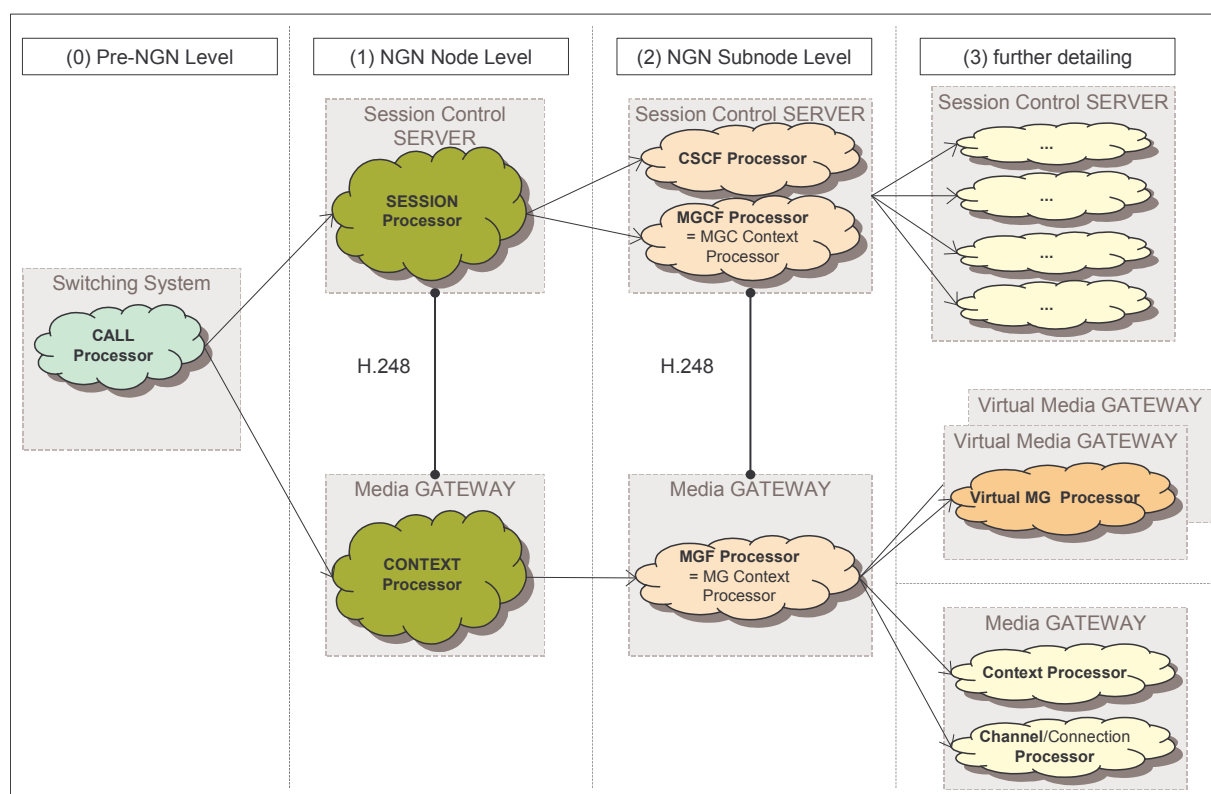 (0) Pre-NGN Level
(1) NGN Node Level
(2) NGN Subnode Level
(3) further detailing
Switching System
CALL
Processor
Session Control
SERVER
SESSION
Processor
H.248
Media GATEWAY
CONTEXT
Processor
Session Control SERVER
CSCF Processor
MGCF Processor
= MGC Context
Processor
H.248
Media GATEWAY
MGF Processor
= MG Context
Processor
Session Control SERVER
...
...
...
...
Virtual Media GATEWAY
Virtual Media GATEWAY
Virtual MG Processor
Media GATEWAY
Context Processor
Channel/Connection
Processor